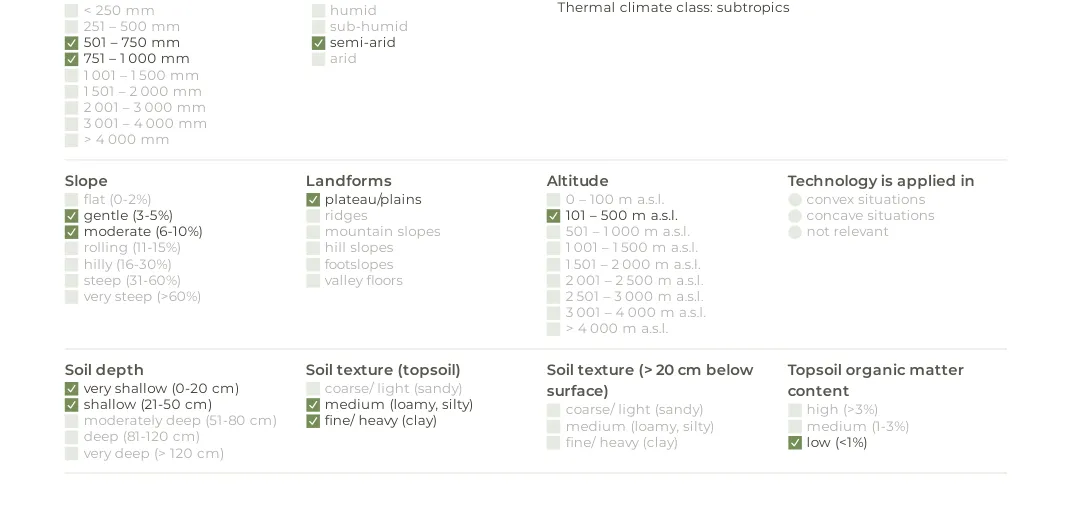 < 250 mm
251 – 500 mm
501 – 750 mm
751 – 1 000 mm
1 001 – 1 500 mm
1 501 – 2 000 mm
2 001 – 3 000 mm
3 001 – 4 000 mm
> 4 000 mm
humid
sub-humid
semi-arid
arid
Thermal climate class: subtropics
Slope
flat (0-2%)
gentle (3-5%)
moderate (6-10%)
rolling (11-15%)
hilly (16-30%)
steep (31-60%)
very steep (>60%)
Landforms
plateau/plains
ridges
mountain slopes
hill slopes
footslopes
valley floors
Altitude
0 – 100 m a.s.l.
101 – 500 m a.s.l.
501 – 1 000 m a.s.l.
1 001 – 1 500 m a.s.l.
1 501 – 2 000 m a.s.l.
2 001 – 2 500 m a.s.l.
2 501 – 3 000 m a.s.l.
3 001 – 4 000 m a.s.l.
> 4 000 m a.s.l.
Technology is applied in
convex situations
concave situations
not relevant
Soil depth
very shallow (0-20 cm)
shallow (21-50 cm)
moderately deep (51-80 cm)
deep (81-120 cm)
very deep (> 120 cm)
Soil texture (topsoil)
coarse/ light (sandy)
medium (loamy, silty)
fine/ heavy (clay)
Soil texture (> 20 cm below
surface)
coarse/ light (sandy)
medium (loamy, silty)
fine/ heavy (clay)
Topsoil organic matter
content
high (>3%)
medium (1-3%)
low (<1%)